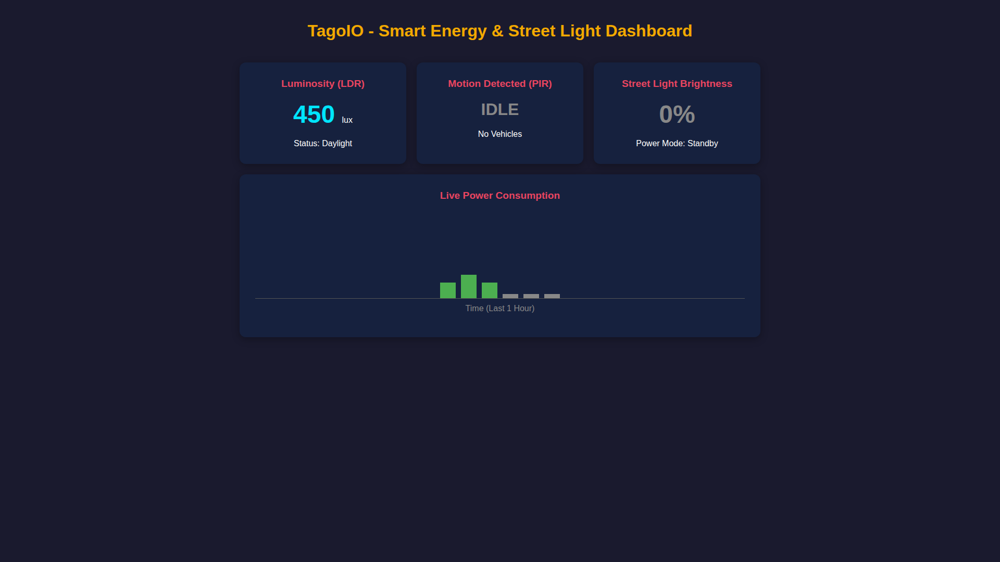 TagoIO - Smart Energy & Street Light Dashboard
Luminosity (LDR)
450 lux
Status: Daylight
Motion Detected (PIR)
IDLE
No Vehicles
Street Light Brightness
0%
Power Mode: Standby
Live Power Consumption
Time (Last 1 Hour)